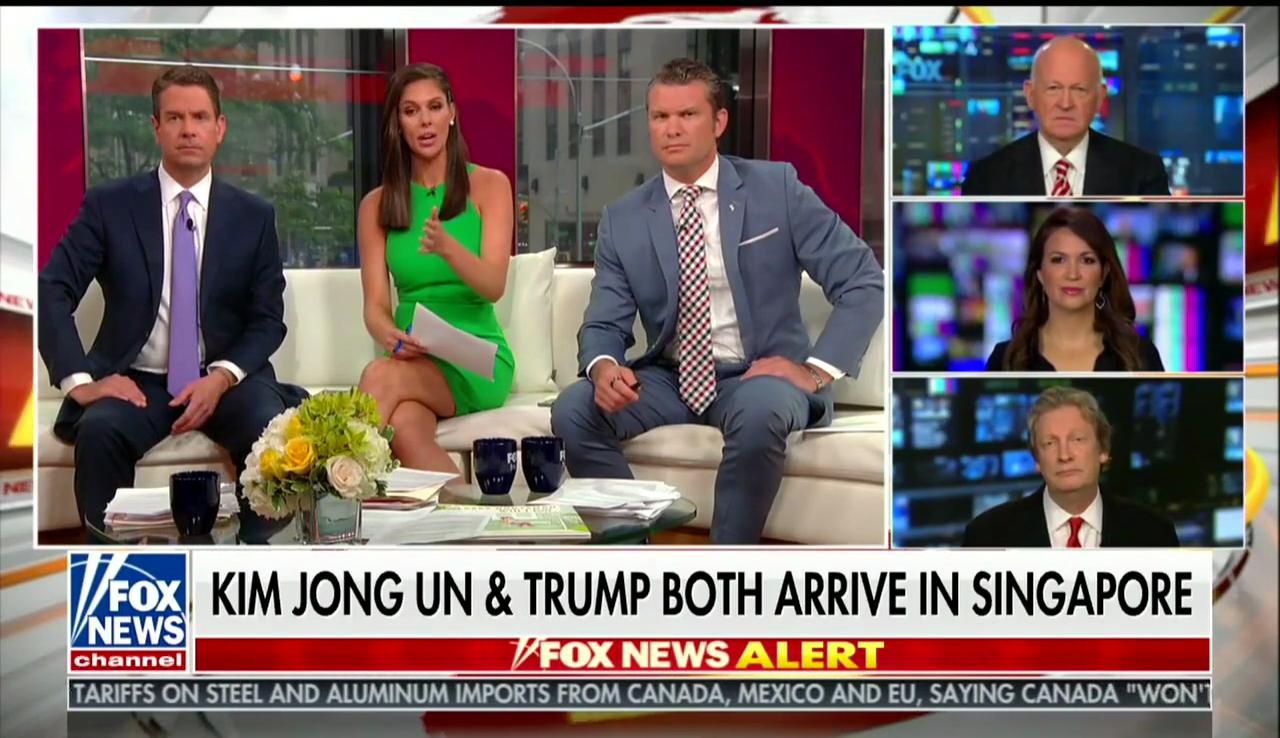 FOX
KIM JONG UN & TRUMP BOTH ARRIVE IN SINGAPORE
FOX
NEWS
channel
FOX NEWS ALERT
TARIFFS ON STEEL AND ALUMINUM IMPORTS FROM CANADA, MEXICO AND EU, SAYING CANADA "WON'T